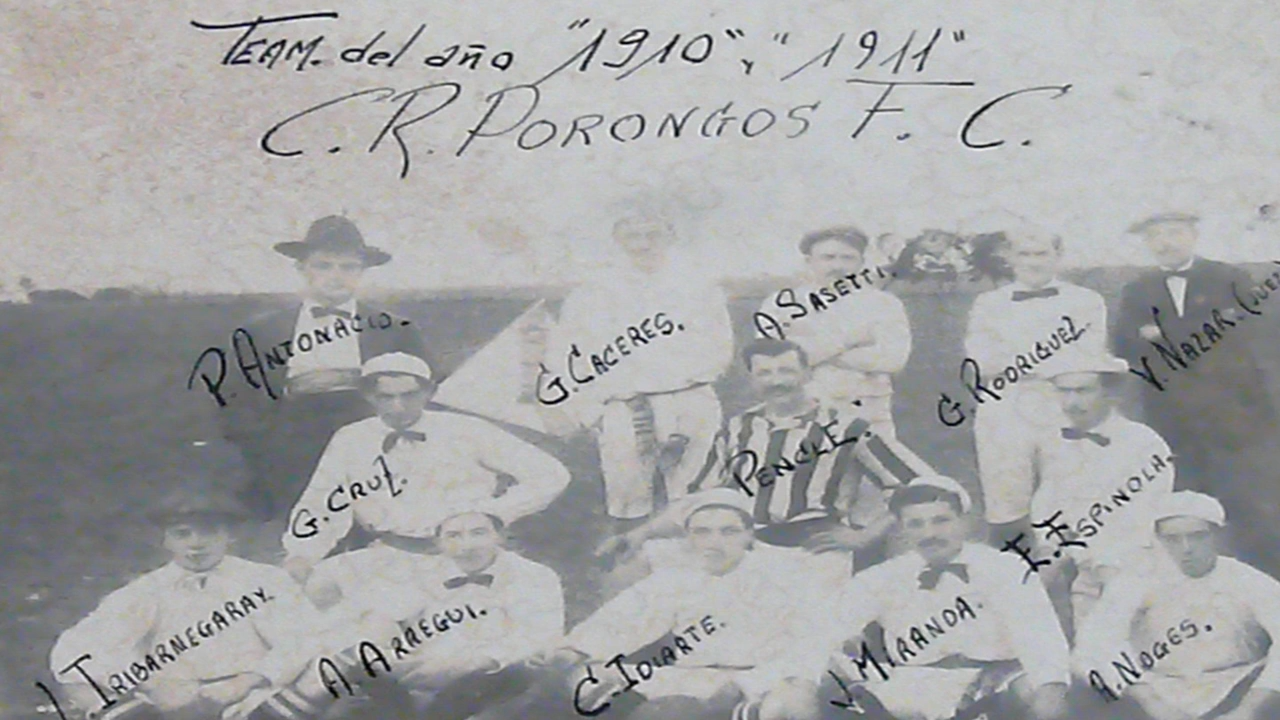 TEAM. del año "1910", "1911"
C. R. PORONGOS F. C.
P. ANTONACIO.
G. CACERES.
A. SASETTI.
G. RODRIGUEZ.
V. NAZAR.
G. CRUZ.
PENCLE.
E. ESPINOLA.
IRIBARNEGARAY.
A. ARREGUI.
C. IDIARTE.
V. MIRANDA.
A. NOGES.